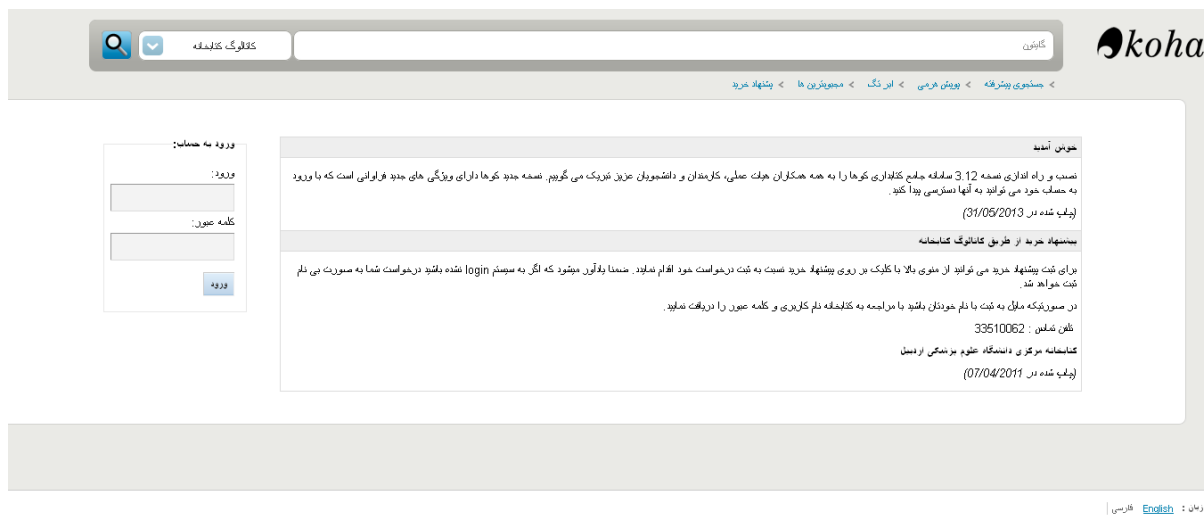 koha
گایتون
کاتالوگ کتابخانه
جستجوی پیشرفته
پویش هرمی
ابر تگ
محبوبترین ها
پیشنهاد خرید
خوش آمدید
نصب و راه اندازی نسخه 3.12 سامانه جامع کتابداری کوها را به همه همکاران هیات عملی، کارمندان و دانشجویان عزیز تبریک می گوییم. نسخه جدید کوها دارای ویژگی های جدید فراوانی است که با ورود
به حساب خود می توانید به آنها دسترسی پیدا کنید.
(چاپ شده در 31/05/2013)
پیشنهاد خرید از طریق کاتالوگ کتابخانه
برای ثبت پیشنهاد خرید می توانید از منوی بالا با کلیک بر روی پیشنهاد خرید نسبت به ثبت درخواست خود اقدام نمایند. ضمنا یادآور میشود که اگر به سیستم login نشده باشید درخواست شما به صورت بی نام
ثبت خواهد شد.
در صورتیکه مایل به ثبت با نام خودتان باشید با مراجعه به کتابخانه نام کاربری و کلمه عبور را دریافت نمایید.
تلفن تماس : 33510062
کتابخانه مرکزی دانشگاه علوم پزشکی اردبیل
(چاپ شده در 07/04/2011)
ورود به حساب:
ورود:
کلمه عبور:
ورود
زبان : English فارسی